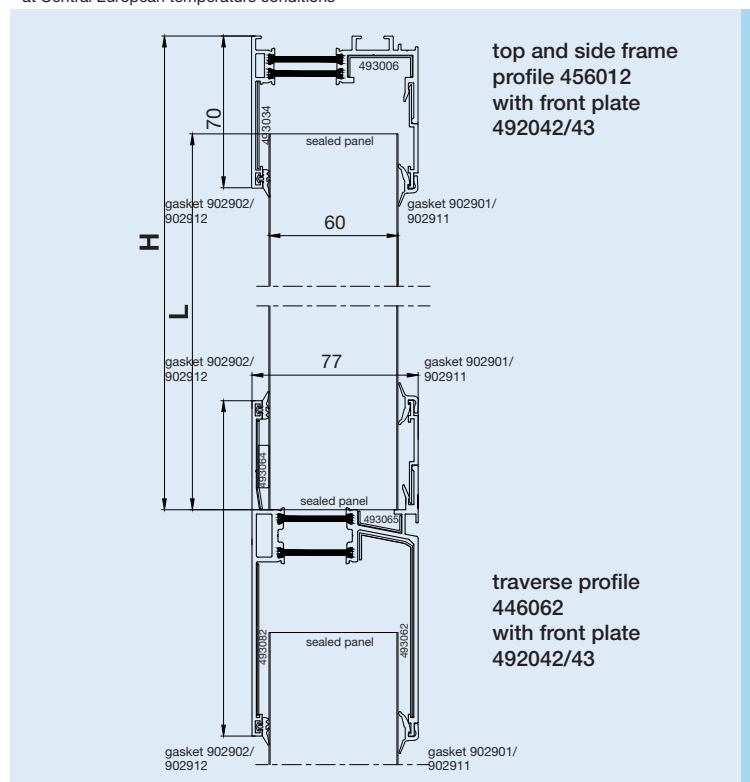 at Central European temperature conditions
top and side frame
profile 456012
with front plate
492042/43
493006
70
493034
sealed panel
gasket 902902/
902912
gasket 902901/
902911
60
H
L
gasket 902902/
902912
77
gasket 902901/
902911
493064
sealed panel
493065
traverse profile
446062
with front plate
492042/43
493082
sealed panel
493062
gasket 902902/
902912
gasket 902901/
902911